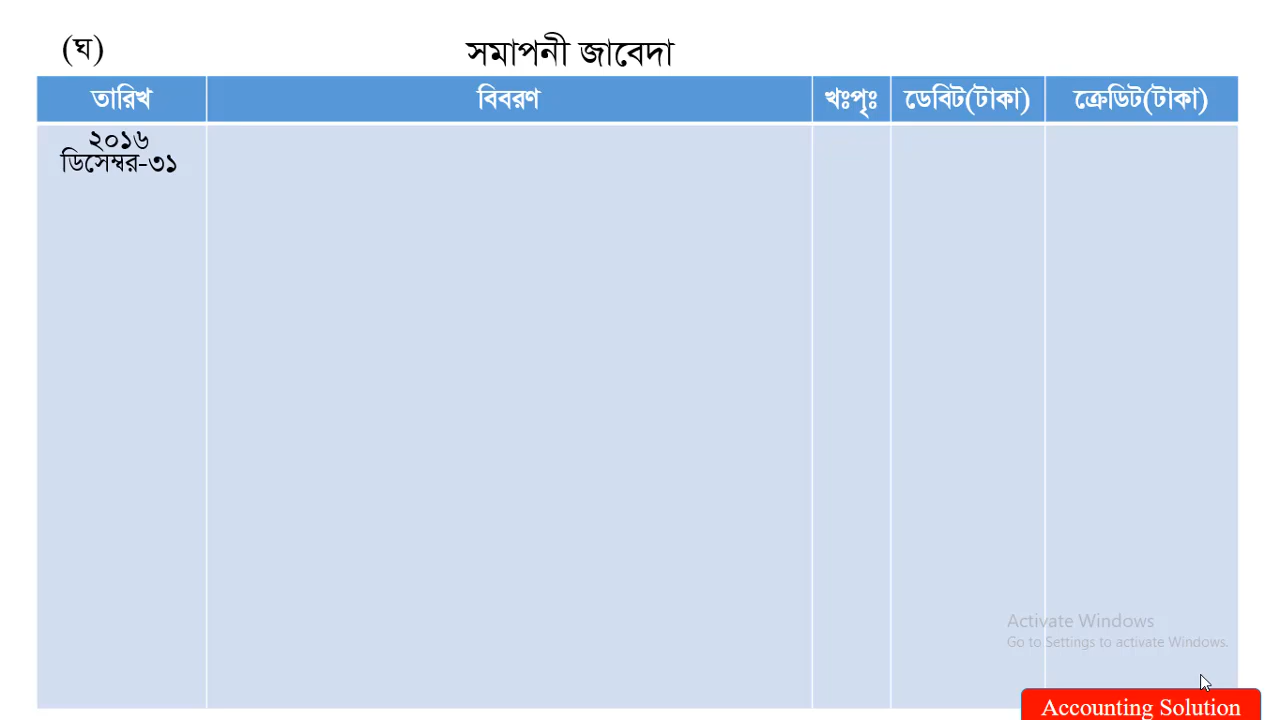 (ঘ) সমাপনী জাবেদা
তারিখ বিবরণ খঃপৃঃ ডেবিট(টাকা) ক্রেডিট(টাকা)
২০১৬
ডিসেম্বর-৩১
Activate Windows
Go to Settings to activate Windows.
Accounting Solution